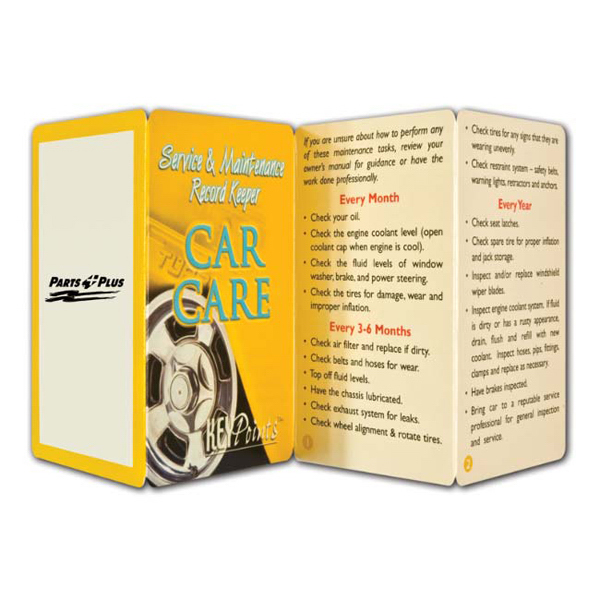 PARTS PLUS
Service & Maintenance
Record Keeper
CAR
CARE
KEYPoints™
If you are unsure about how to perform any
of these maintenance tasks, review your
owner's manual for guidance or have the
work done professionally.
Every Month
• Check your oil.
• Check the engine coolant level (open
coolant cap when engine is cool).
• Check the fluid levels of window
washer, brake, and power steering.
• Check the tires for damage, wear and
improper inflation.
Every 3-6 Months
• Check air filter and replace if dirty.
• Check belts and hoses for wear.
• Top off fluid levels.
• Have the chassis lubricated.
• Check exhaust system for leaks.
• Check wheel alignment & rotate tires.
1
• Check tires for any signs that they are
wearing unevenly.
• Check restraint system – safety belts,
warning lights, retractors and anchors.
Every Year
• Check seat latches.
• Check spare tire for proper inflation
and jack storage.
• Inspect and/or replace windshield
wiper blades.
• Inspect engine coolant system. If fluid
is dirty or has a rusty appearance,
drain, flush and refill with new
coolant. Inspect hoses, pips, fittings,
clamps and replace as necessary.
• Have brakes inspected.
• Bring car to a reputable service
professional for general inspection
and service.
2